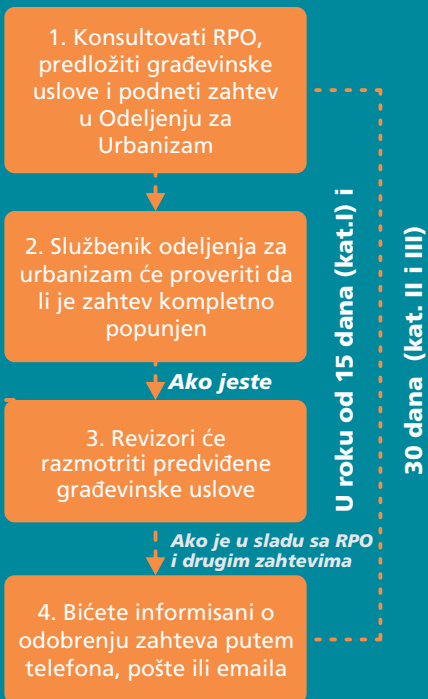 1. Konsultovati RPO,
predložiti građevinske
uslove i podneti zahtev
u Odeljenju za
Urbanizam
2. Službenik odeljenja za
urbanizam će proveriti da
li je zahtev kompletno
popunjen
Ako jeste
3. Revizori će
razmotriti predviđene
građevinske uslove
Ako je u sladu sa RPO
i drugim zahtevima
4. Bićete informisani o
odobrenju zahteva putem
telefona, pošte ili emaila
U roku od 15 dana (kat.I) i
30 dana (kat. II i III)